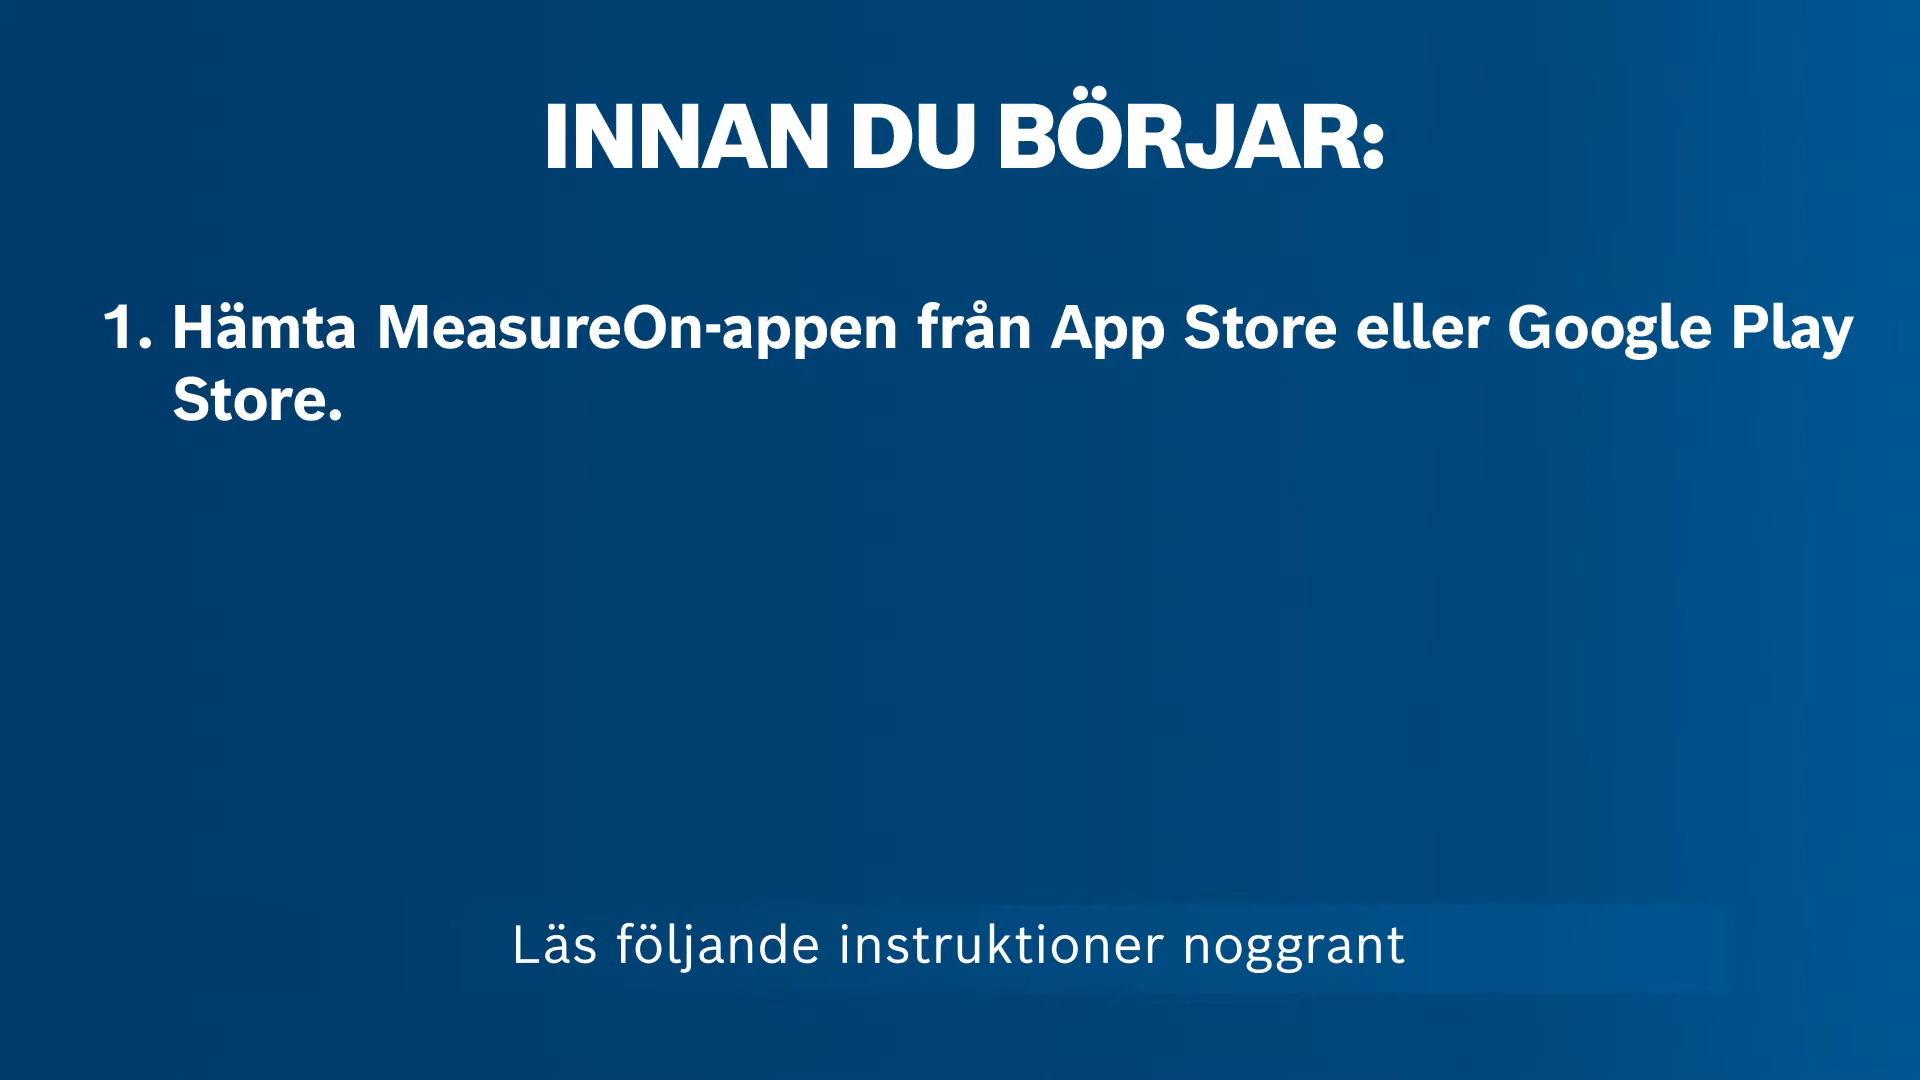 INNAN DU BÖRJAR:
1. Hämta MeasureOn-appen från App Store eller Google Play
Store.
Läs följande instruktioner noggrant